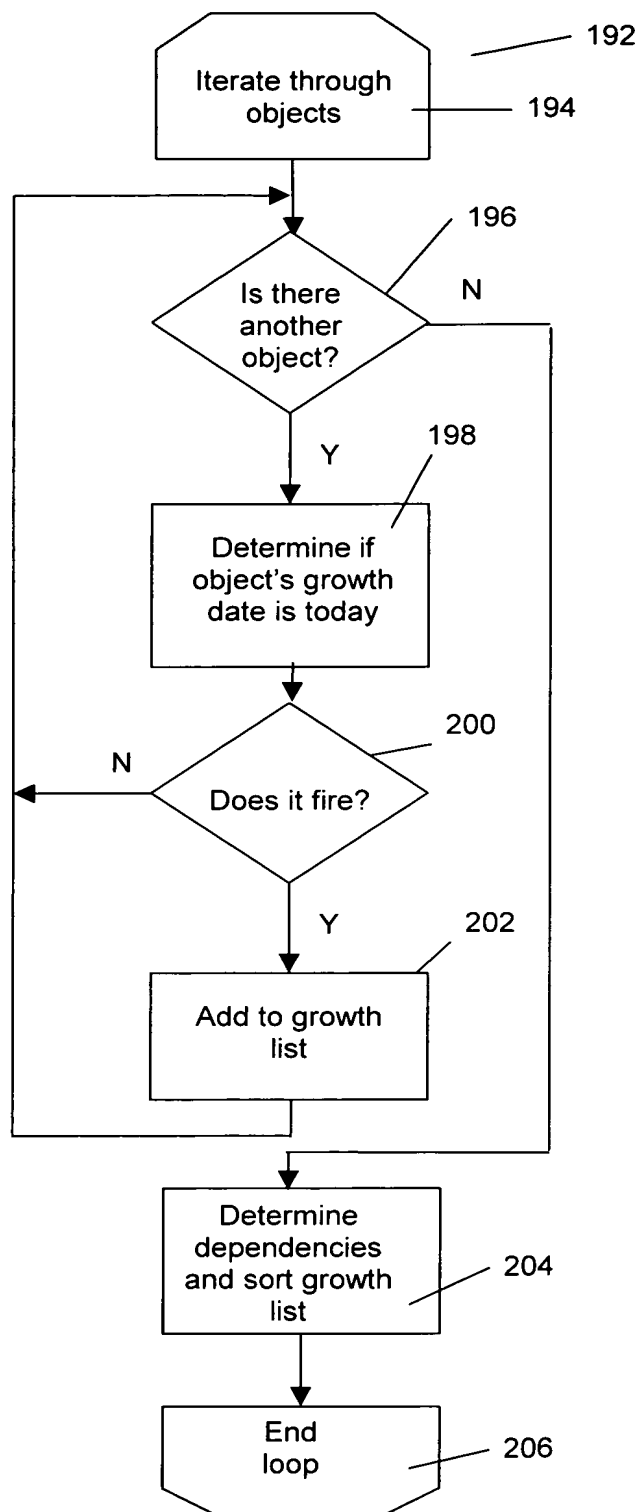 192
Iterate through
objects
194
196
Is there
another
object?
N
Y
198
Determine if
object's growth
date is today
200
N
Does it fire?
Y
202
Add to growth
list
Determine
dependencies
and sort growth
list
204
End
loop
206